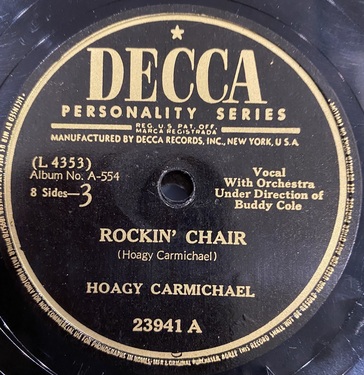 DECCA
PERSONALITY SERIES
REG. U.S. PAT. OFF.
MARCA REGISTRADA
MANUFACTURED BY DECCA RECORDS, INC., NEW YORK, U.S.A.
(L 4353)
Album No. A-554
8 Sides—3
Vocal
With Orchestra
Under Direction of
Buddy Cole
ROCKIN' CHAIR
(Hoagy Carmichael)
HOAGY CARMICHAEL
23941 A